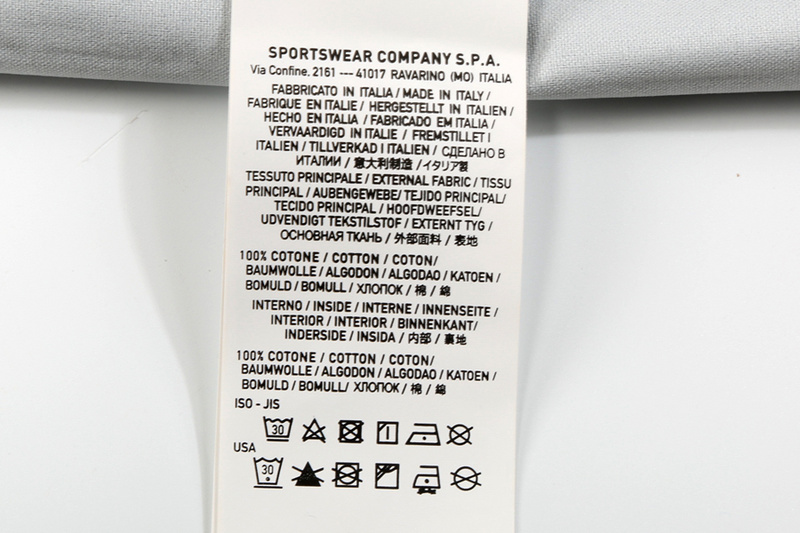 SPORTSWEAR COMPANY S.P.A.
Via Confine, 2161 --- 41017 RAVARINO (MO) ITALIA
FABBRICATO IN ITALIA / MADE IN ITALY /
FABRIQUE EN ITALIE / HERGESTELLT IN ITALIEN /
HECHO EN ITALIA / FABRICADO EM ITALIA /
VERVAARDIGD IN ITALIE / FREMSTILLET I
ITALIEN / TILLVERKAD I ITALIEN / СДЕЛАНО В
ИТАЛИИ / 意大利制造 / イタリア製
TESSUTO PRINCIPALE / EXTERNAL FABRIC / TISSU
PRINCIPAL / AUBENGEWEBE/ TEJIDO PRINCIPAL/
TECIDO PRINCIPAL / HOOFDWEEFSEL/
UDVENDIGT TEKSTILSTOF / EXTERNT TYG /
ОСНОВНАЯ ТКАНЬ / 外部面料 / 表地
100% COTONE / COTTON / COTON/
BAUMWOLLE / ALGODON / ALGODAO / KATOEN /
BOMULD / BOMULL / ХЛОПОК / 棉 / 綿
INTERNO / INSIDE / INTERNE / INNENSEITE /
INTERIOR / INTERIOR / BINNENKANT/
INDERSIDE / INSIDA / 内部 / 裏地
100% COTONE / COTTON / COTON/
BAUMWOLLE / ALGODON / ALGODAO / KATOEN /
BOMULD / BOMULL/ ХЛОПОК / 棉 / 綿
ISO - JIS
30
USA
30